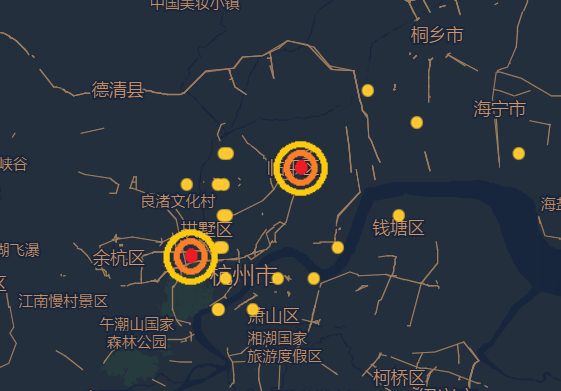 中国美妆小镇
桐乡市
德清县
海宁市
峡谷
良渚文化村
拱墅区
钱塘区
湖飞瀑
余杭区
杭州市
区
江南慢村景区
萧山区
午潮山国家
森林公园
湘湖国家
旅游度假区
柯桥区